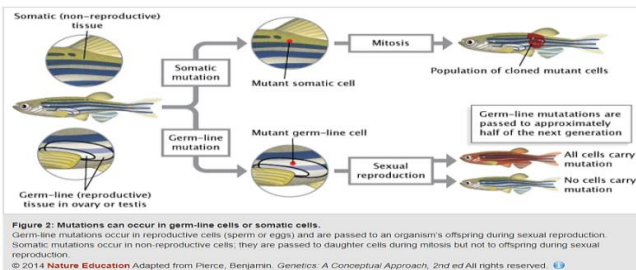 Somatic (non-reproductive)
tissue
Somatic
mutation
Mutant somatic cell
Mitosis
Population of cloned mutant cells
Germ-line
mutation
Mutant germ-line cell
Germ-line (reproductive)
tissue in ovary or testis
Sexual
reproduction
Germ-line mutatations are
passed to approximately
half of the next generation
All cells carry
mutation
No cells carry
mutation
Figure 2: Mutations can occur in germ-line cells or somatic cells.
Germ-line mutations occur in reproductive cells (sperm or eggs) and are passed to an organism's offspring during sexual reproduction.
Somatic mutations occur in non-reproductive cells; they are passed to daughter cells during mitosis but not to offspring during sexual
reproduction.
© 2014 Nature Education Adapted from Pierce, Benjamin. Genetics: A Conceptual Approach, 2nd ed All rights reserved.